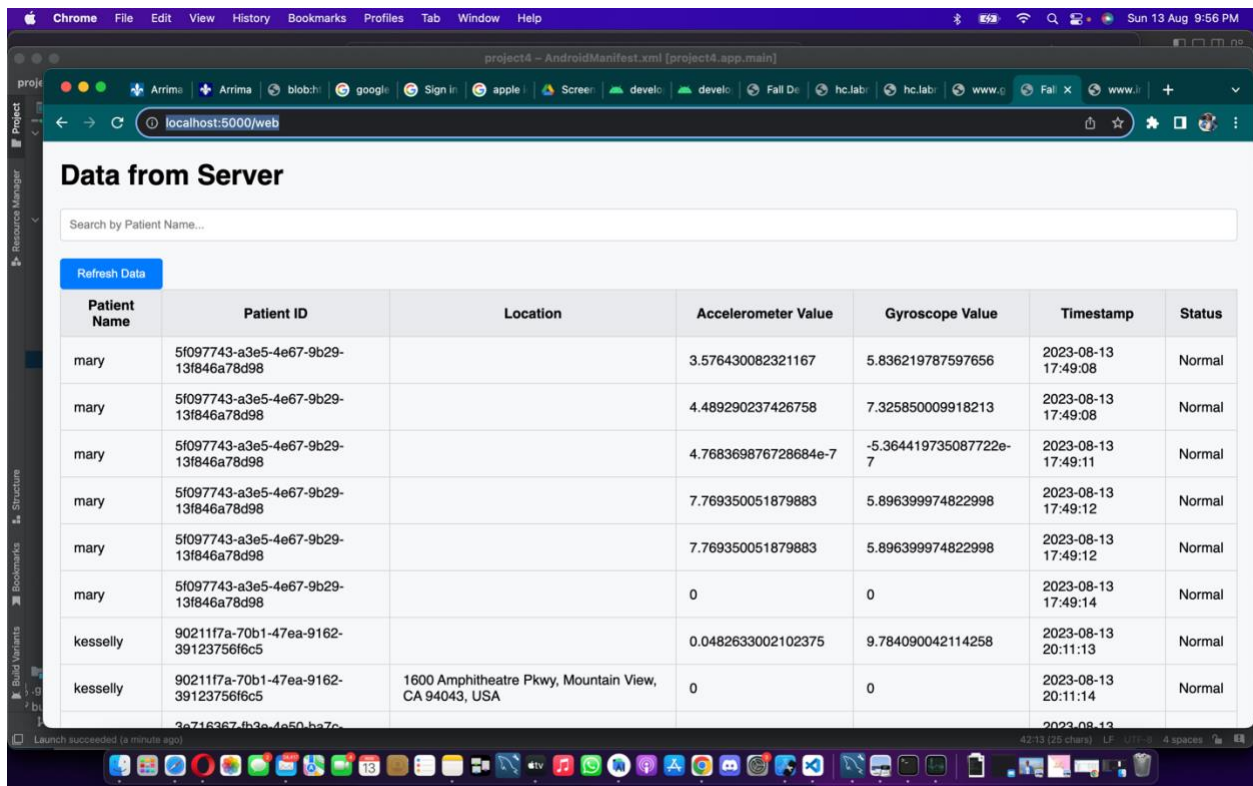 Chrome File Edit View History Bookmarks Profiles Tab Window Help Sun 13 Aug 9:56 PM
project4 – AndroidManifest.xml [project4.app.main]
proje
Arrima Arrima blob:ht google Sign in apple i Screen develo develo Fall De hc.labr hc.labr www.g Fall www.ir
localhost:5000/web
Project
Resource Manager
Structure
Bookmarks
Build Variants
Data from Server
Search by Patient Name...
Refresh Data
Patient Name Patient ID Location Accelerometer Value Gyroscope Value Timestamp Status
mary 5f097743-a3e5-4e67-9b29-13f846a78d98 3.576430082321167 5.836219787597656 2023-08-13 17:49:08 Normal
mary 5f097743-a3e5-4e67-9b29-13f846a78d98 4.489290237426758 7.325850009918213 2023-08-13 17:49:08 Normal
mary 5f097743-a3e5-4e67-9b29-13f846a78d98 4.768369876728684e-7 -5.364419735087722e-7 2023-08-13 17:49:11 Normal
mary 5f097743-a3e5-4e67-9b29-13f846a78d98 7.769350051879883 5.896399974822998 2023-08-13 17:49:12 Normal
mary 5f097743-a3e5-4e67-9b29-13f846a78d98 7.769350051879883 5.896399974822998 2023-08-13 17:49:12 Normal
mary 5f097743-a3e5-4e67-9b29-13f846a78d98 0 0 2023-08-13 17:49:14 Normal
kesselly 90211f7a-70b1-47ea-9162-39123756f6c5 0.0482633002102375 9.784090042114258 2023-08-13 20:11:13 Normal
kesselly 90211f7a-70b1-47ea-9162-39123756f6c5 1600 Amphitheatre Pkwy, Mountain View, CA 94043, USA 0 0 2023-08-13 20:11:14 Normal
3e716367-fb3e-4e50-ba7c- 2023-08-13
Launch succeeded (a minute ago) 42:13 (25 chars) LF UTF-8 4 spaces